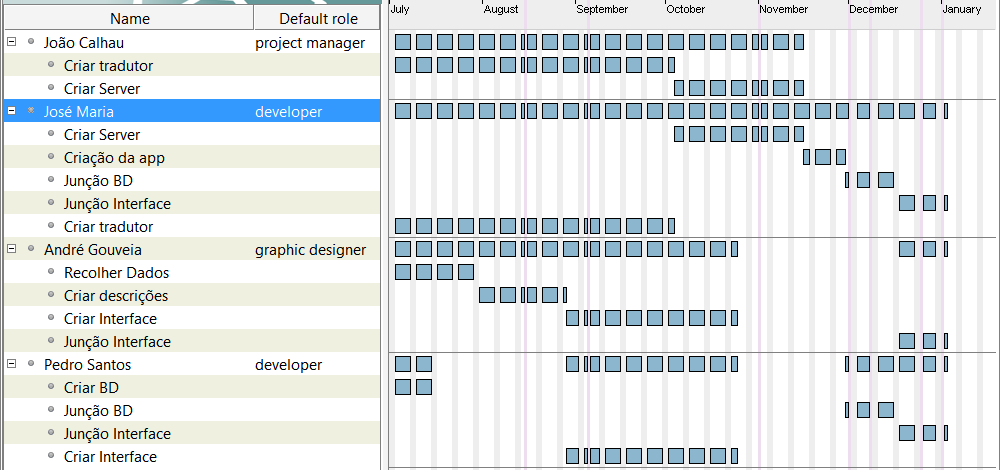 Name Default role July August September October November December January
João Calhau project manager
Criar tradutor
Criar Server
José Maria developer
Criar Server
Criação da app
Junção BD
Junção Interface
Criar tradutor
André Gouveia graphic designer
Recolher Dados
Criar descrições
Criar Interface
Junção Interface
Pedro Santos developer
Criar BD
Junção BD
Junção Interface
Criar Interface